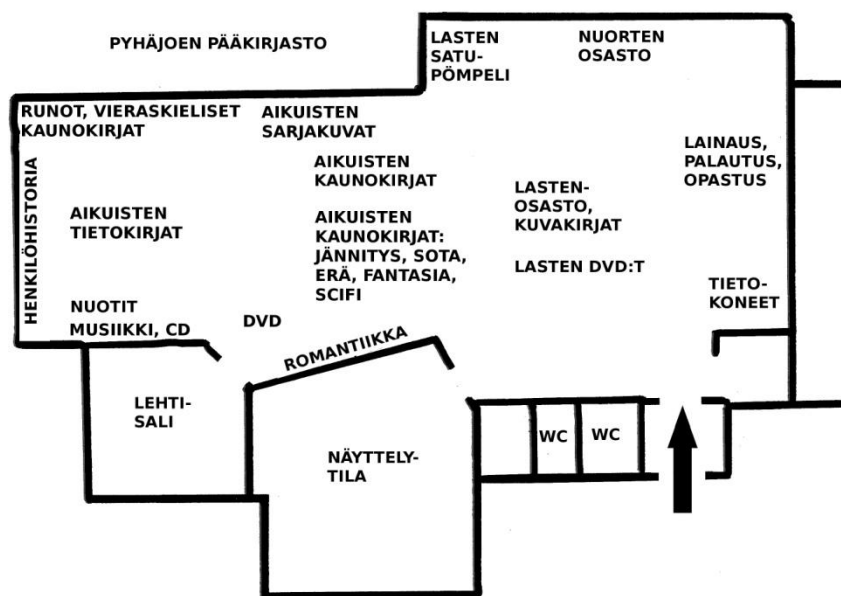 PYHÄJOEN PÄÄKIRJASTO
LASTEN
SATU-
PÖMPELI
NUORTEN
OSASTO
RUNOT, VIERASKIELISET
KAUNOKIRJAT
AIKUISTEN
SARJAKUVAT
LAINAUS,
PALAUTUS,
OPASTUS
AIKUISTEN
KAUNOKIRJAT
HENKILÖHISTORIA
AIKUISTEN
TIETOKIRJAT
AIKUISTEN
KAUNOKIRJAT:
JÄNNITYS, SOTA,
ERÄ, FANTASIA,
SCIFI
LASTEN-
OSASTO,
KUVAKIRJAT
LASTEN DVD:T
TIETO-
KONEET
NUOTIT
MUSIIKKI, CD
DVD
ROMANTIIKKA
LEHTI-
SALI
NÄYTTELY-
TILA
WC
WC